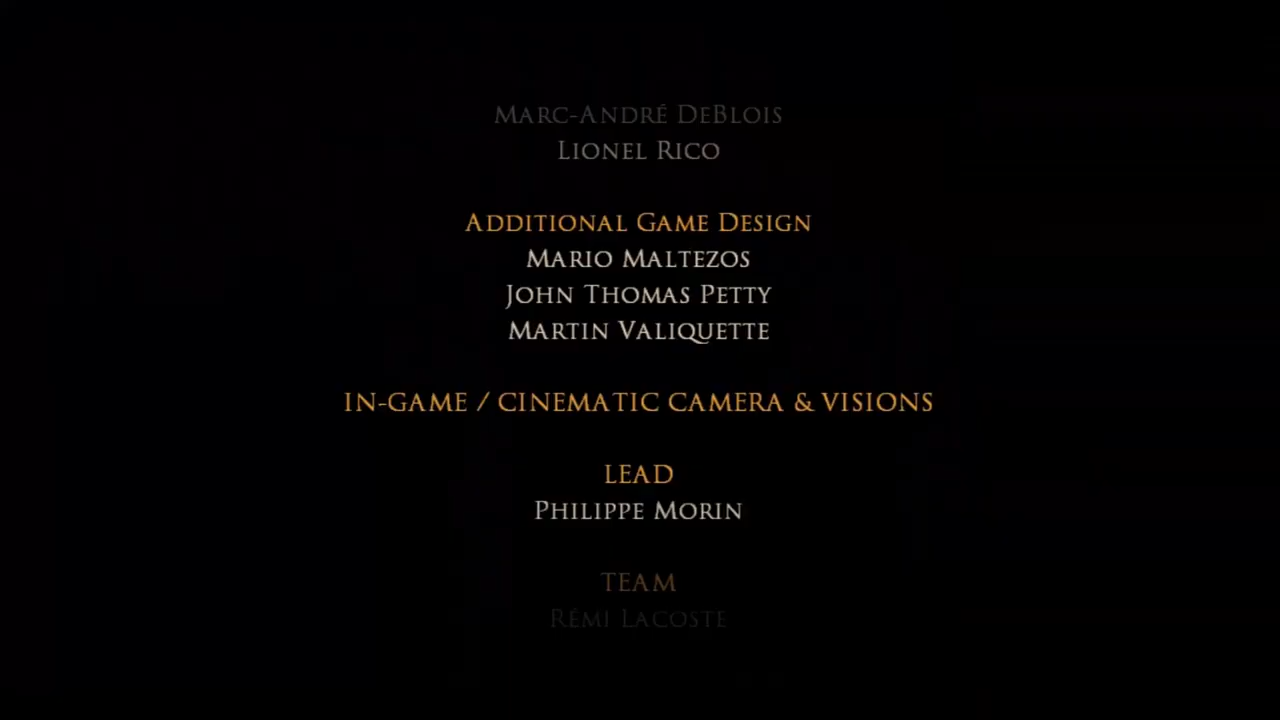 Marc-André DeBlois
Lionel Rico
Additional Game Design
Mario Maltezos
John Thomas Petty
Martin Valiquette
IN-GAME / CINEMATIC CAMERA & VISIONS
LEAD
Philippe Morin
TEAM
Rémi Lacoste